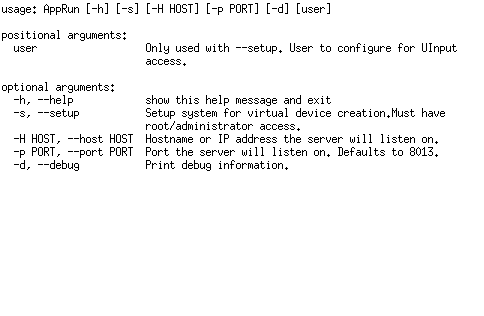 usage: AppRun [-h] [-s] [-H HOST] [-p PORT] [-d] [user]
positional arguments:
user Only used with --setup. User to configure for UInput
access.
optional arguments:
-h, --help show this help message and exit
-s, --setup Setup system for virtual device creation.Must have
root/administrator access.
-H HOST, --host HOST Hostname or IP address the server will listen on.
-p PORT, --port PORT Port the server will listen on. Defaults to 8013.
-d, --debug Print debug information.